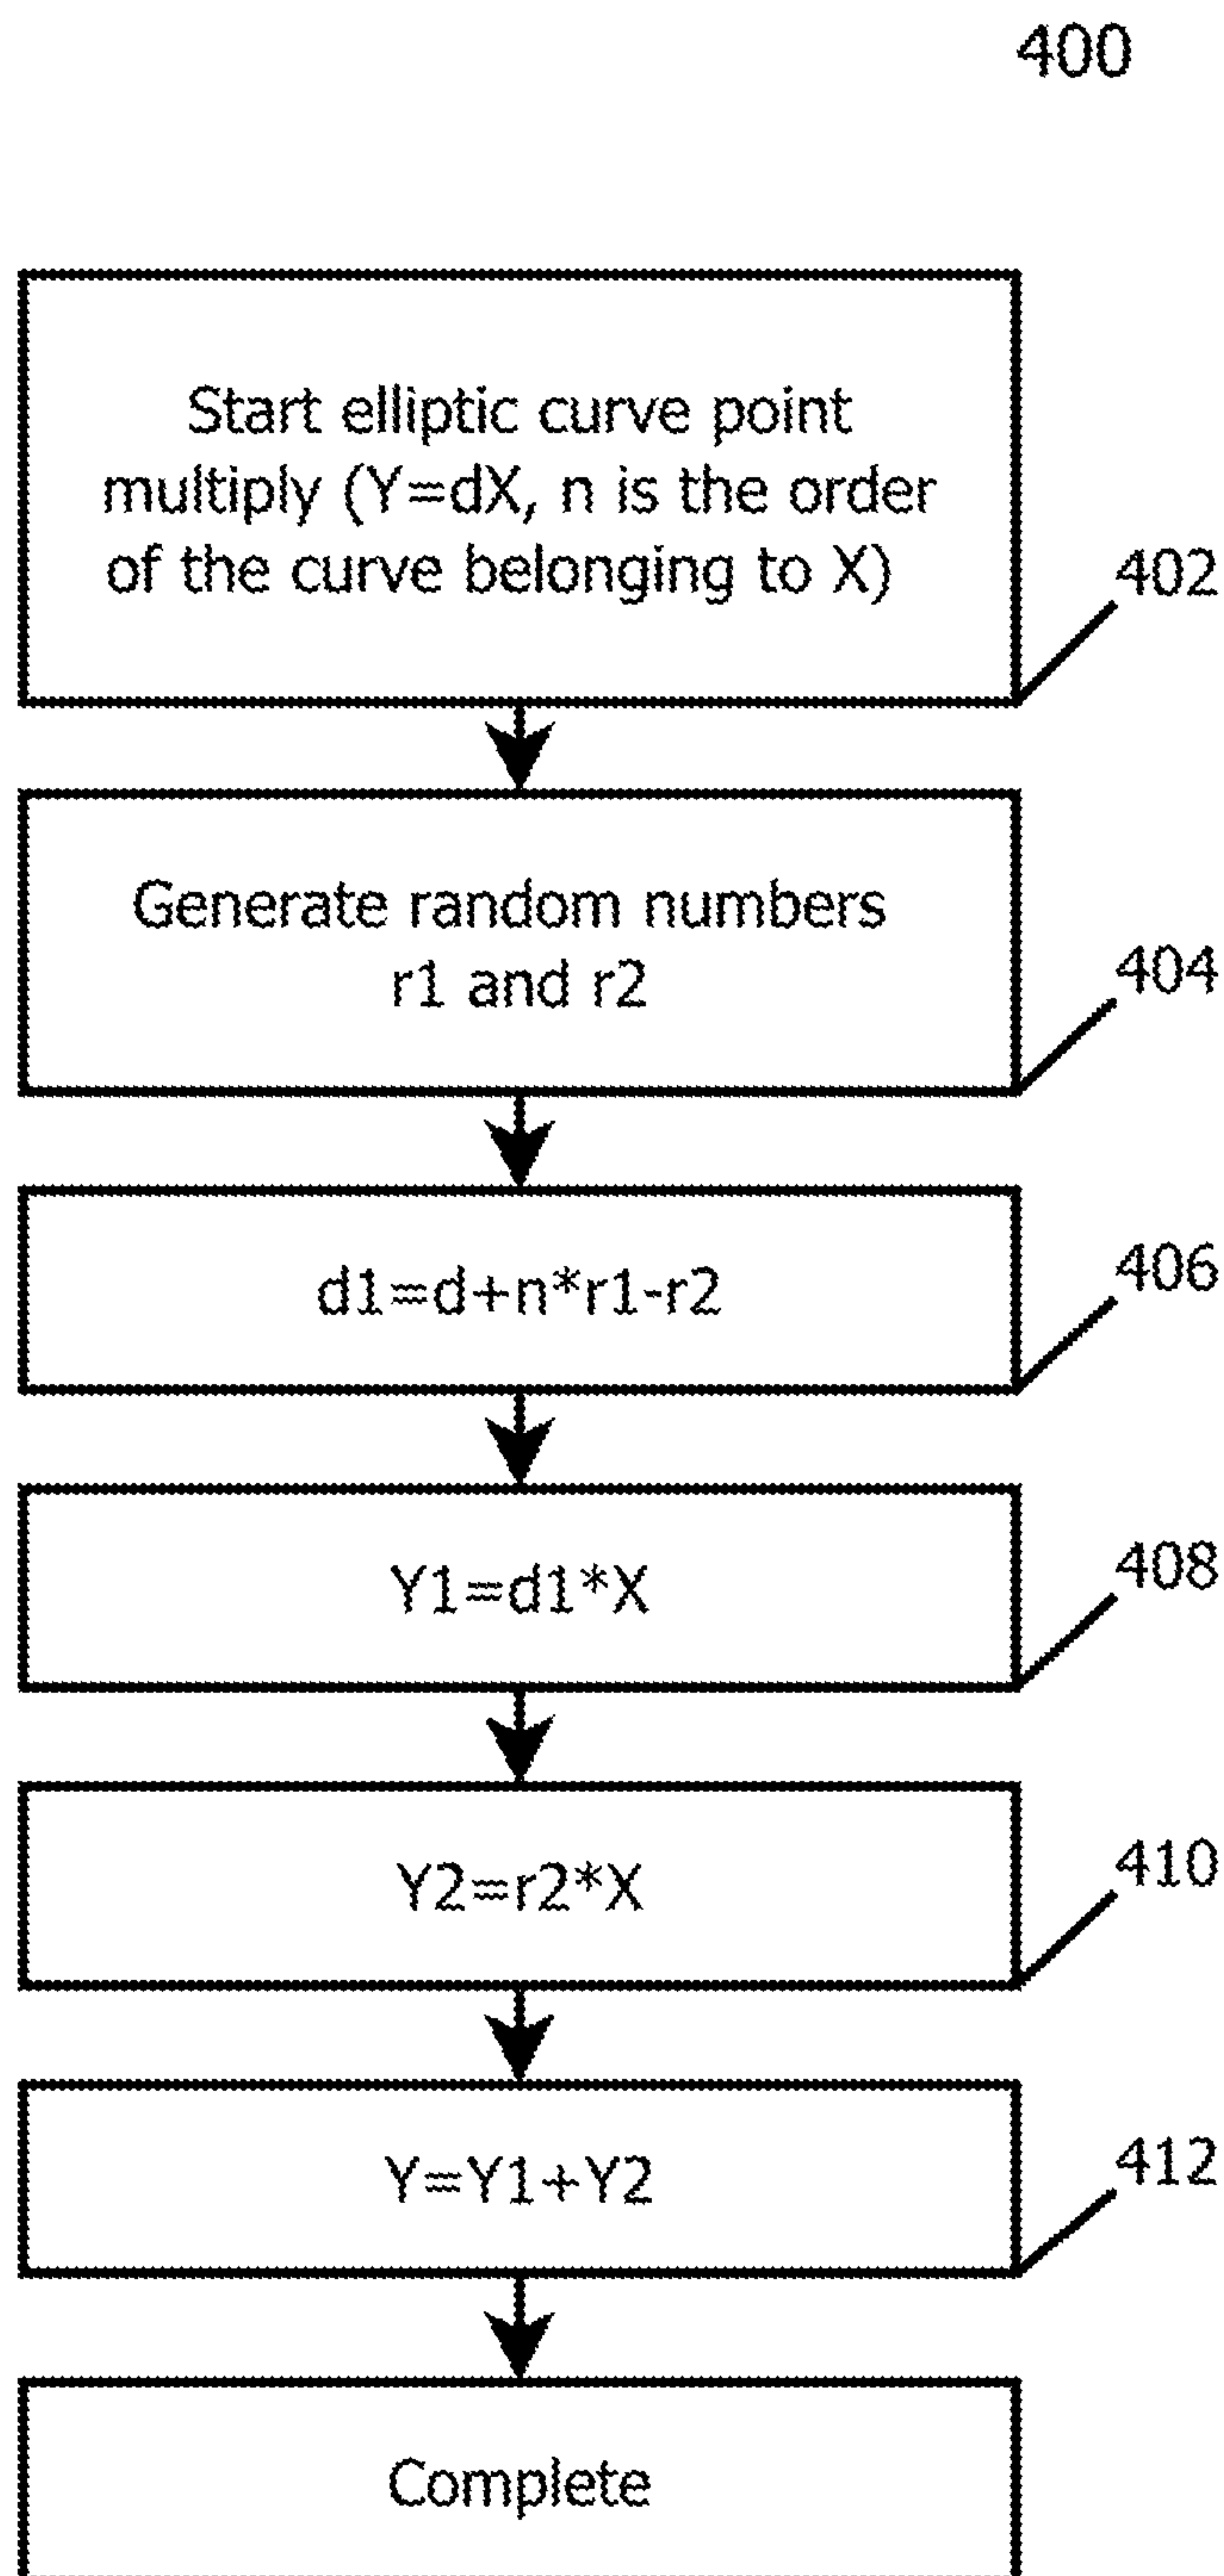 400
Start elliptic curve point
multiply (Y=dX, n is the order
of the curve belonging to X)
402
Generate random numbers
r1 and r2
404
d1=d+n*r1-r2
406
Y1=d1*X
408
Y2=r2*X
410
Y=Y1+Y2
412
Complete